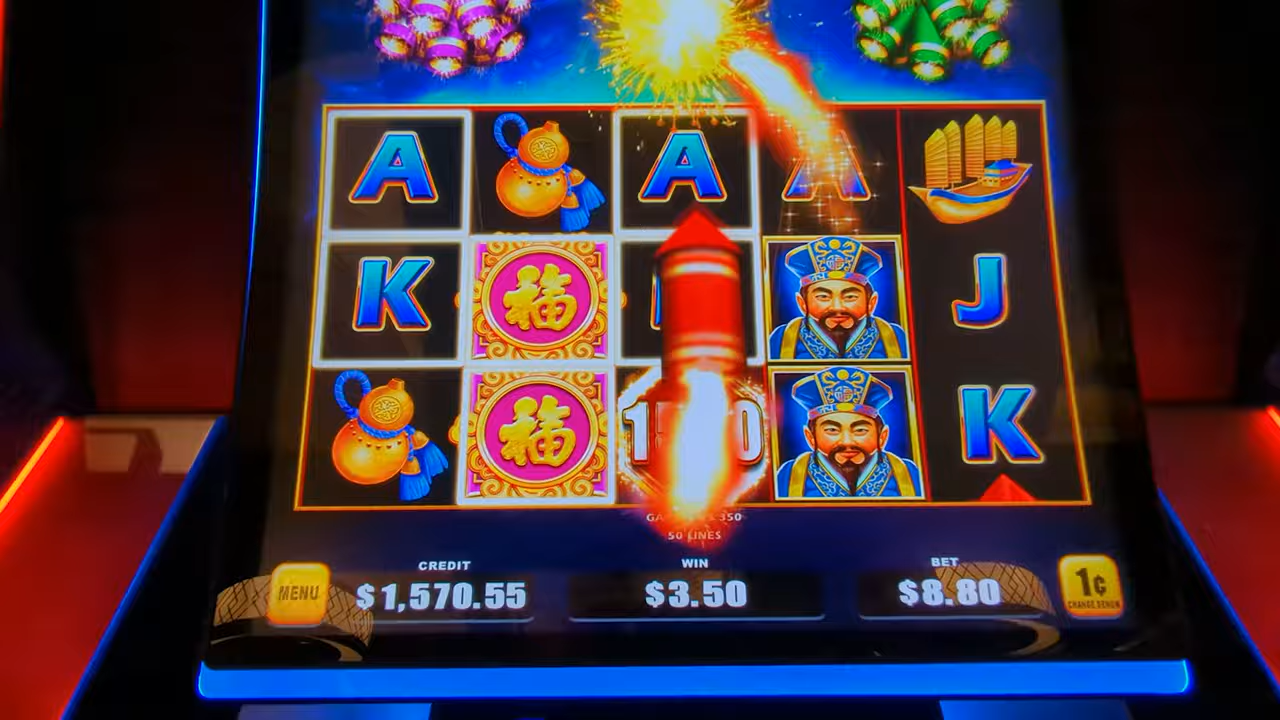 A A A
K 福 J
福 K
CREDIT WIN BET
MENU $1,570.55 $3.50 $8.80 1¢
CHANGE DENOM
50 LINES